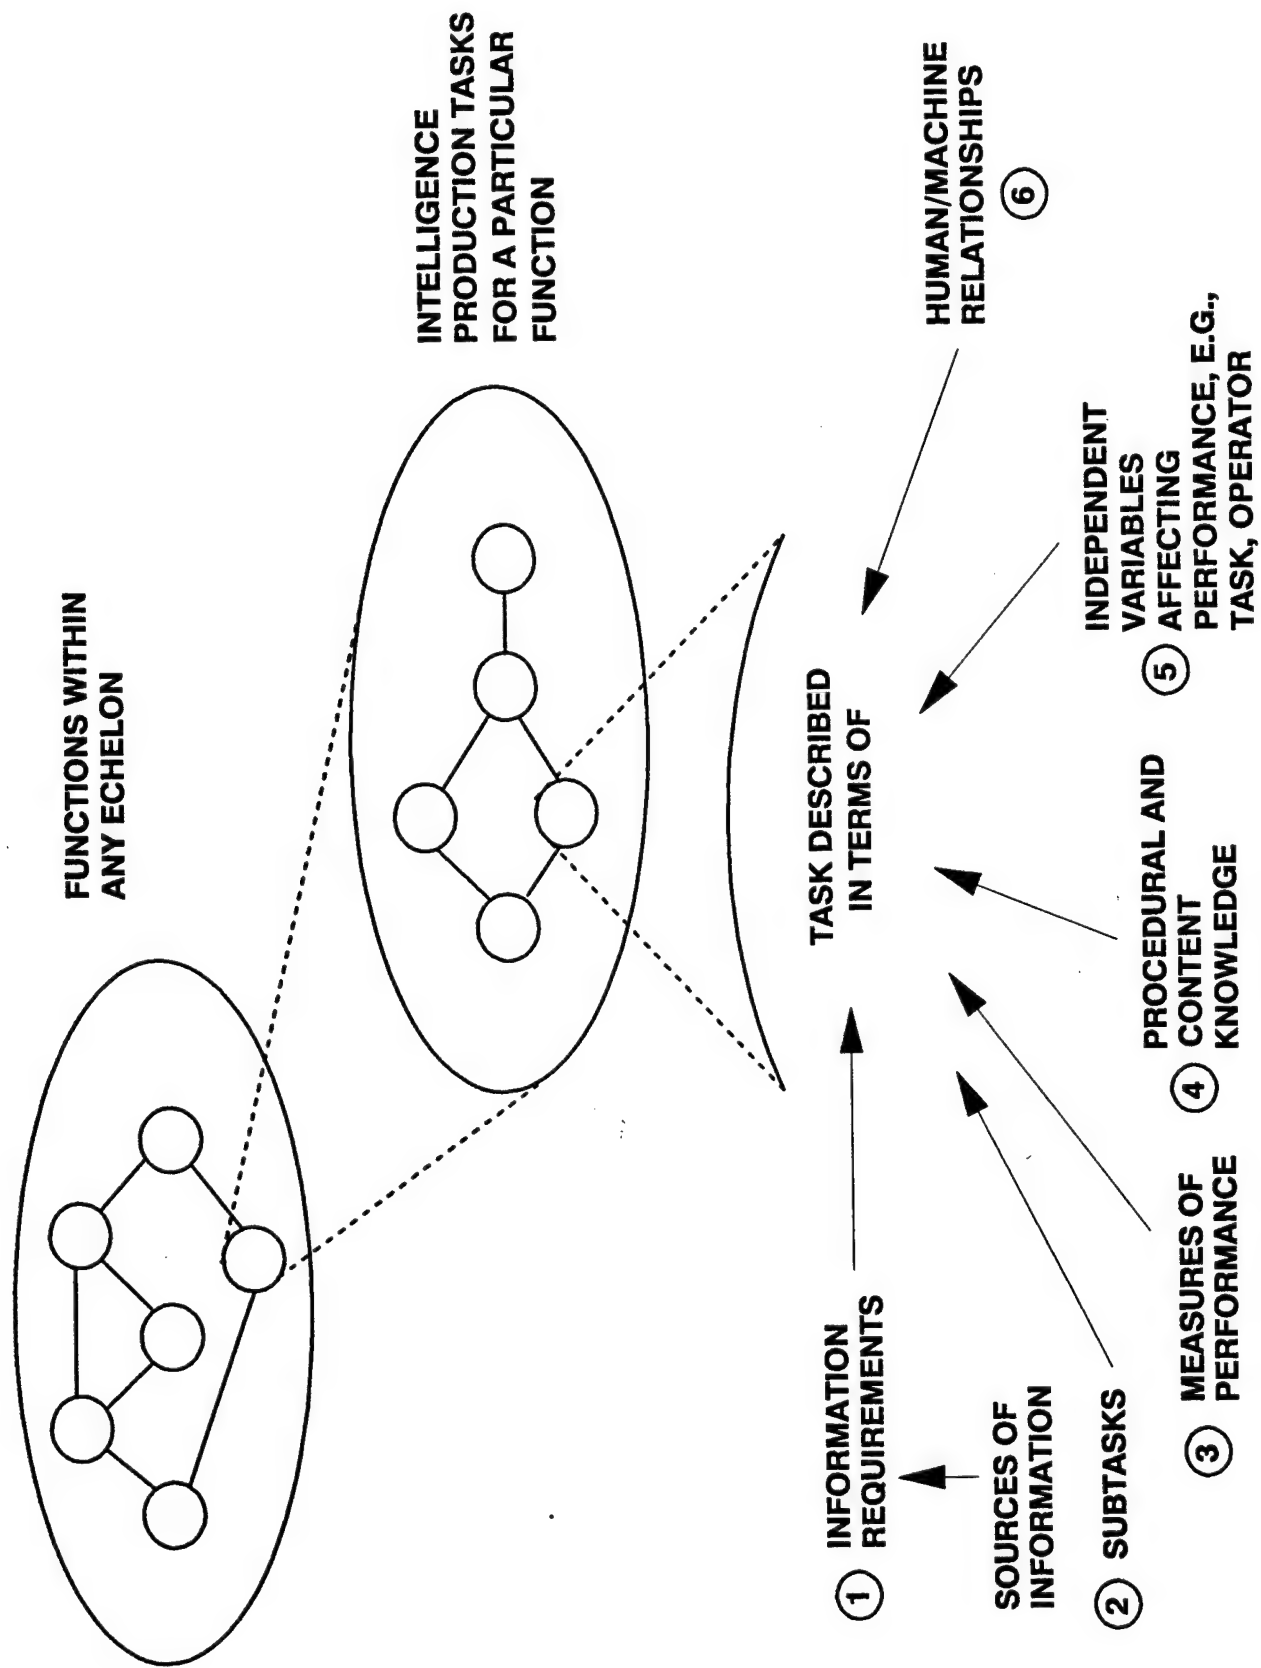 FUNCTIONS WITHIN
ANY ECHELON
INTELLIGENCE
PRODUCTION TASKS
FOR A PARTICULAR
FUNCTION
TASK DESCRIBED
IN TERMS OF
1 INFORMATION
REQUIREMENTS
SOURCES OF
INFORMATION
2 SUBTASKS
3 MEASURES OF
PERFORMANCE
4 PROCEDURAL AND
CONTENT
KNOWLEDGE
5 INDEPENDENT
VARIABLES
AFFECTING
PERFORMANCE, E.G.,
TASK, OPERATOR
HUMAN/MACHINE
RELATIONSHIPS
6